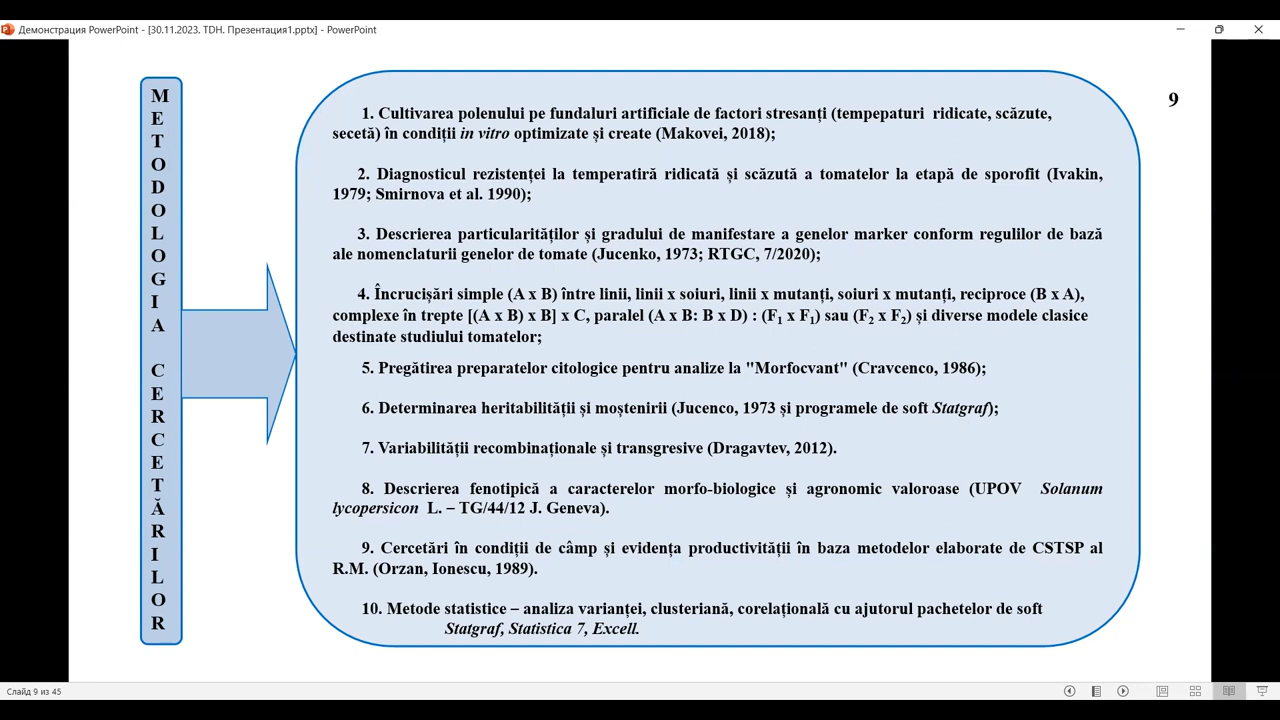 Демонстрация PowerPoint - [30.11.2023. TDH. Презентация1.pptx] - PowerPoint
9
METODOLOGIA CERCETĂRILOR
1. Cultivarea polenului pe fundaluri artificiale de factori stresanți (tempepaturi ridicate, scăzute,
secetă) în condiții in vitro optimizate și create (Makovei, 2018);
2. Diagnosticul rezistenței la temperatiră ridicată și scăzută a tomatelor la etapă de sporofit (Ivakin,
1979; Smirnova et al. 1990);
3. Descrierea particularităților și gradului de manifestare a genelor marker conform regulilor de bază
ale nomenclaturii genelor de tomate (Jucenko, 1973; RTGC, 7/2020);
4. Încrucișări simple (A x B) între linii, linii x soiuri, linii x mutanți, soiuri x mutanți, reciproce (B x A),
complexe în trepte [(A x B) x B] x C, paralel (A x B: B x D) : (F₁ x F₁) sau (F₂ x F₂) și diverse modele clasice
destinate studiului tomatelor;
5. Pregătirea preparatelor citologice pentru analize la "Morfocvant" (Cravcenco, 1986);
6. Determinarea heritabilității și moștenirii (Jucenco, 1973 și programele de soft Statgraf);
7. Variabilității recombinaționale și transgresive (Dragavtev, 2012).
8. Descrierea fenotipică a caracterelor morfo-biologice și agronomic valoroase (UPOV Solanum
lycopersicon L. – TG/44/12 J. Geneva).
9. Cercetări în condiții de câmp și evidența productivității în baza metodelor elaborate de CSTSP al
R.M. (Orzan, Ionescu, 1989).
10. Metode statistice – analiza varianței, clusteriană, corelațională cu ajutorul pachetelor de soft
Statgraf, Statistica 7, Excell.
Слайд 9 из 45